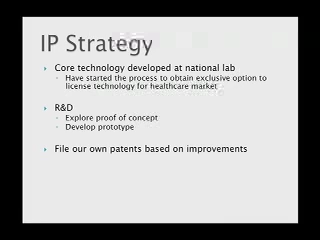 IP Strategy
Core technology developed at national lab
Have started the process to obtain exclusive option to
license technology for healthcare market
R&D
Explore proof of concept
Develop prototype
File our own patents based on improvements